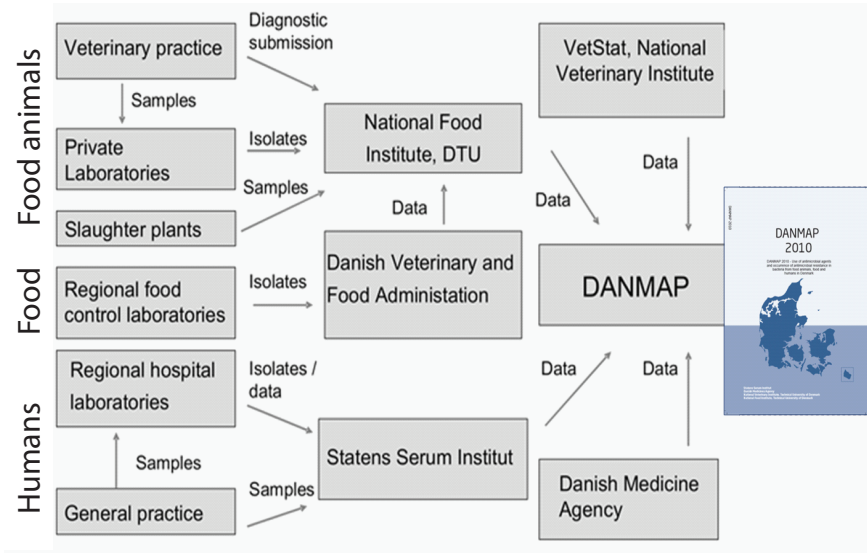 Food animals
Food
Humans
Veterinary practice
Diagnostic
submission
Samples
Private
Laboratories
Isolates
Samples
Slaughter plants
National Food
Institute, DTU
VetStat, National
Veterinary Institute
Data
Data
Data
Regional food
control laboratories
Isolates
Danish Veterinary and
Food Administation
DANMAP
DANMAP
2010
Regional hospital
laboratories
Isolates /
data
Samples
General practice
Samples
Statens Serum Institut
Data
Data
Danish Medicine
Agency